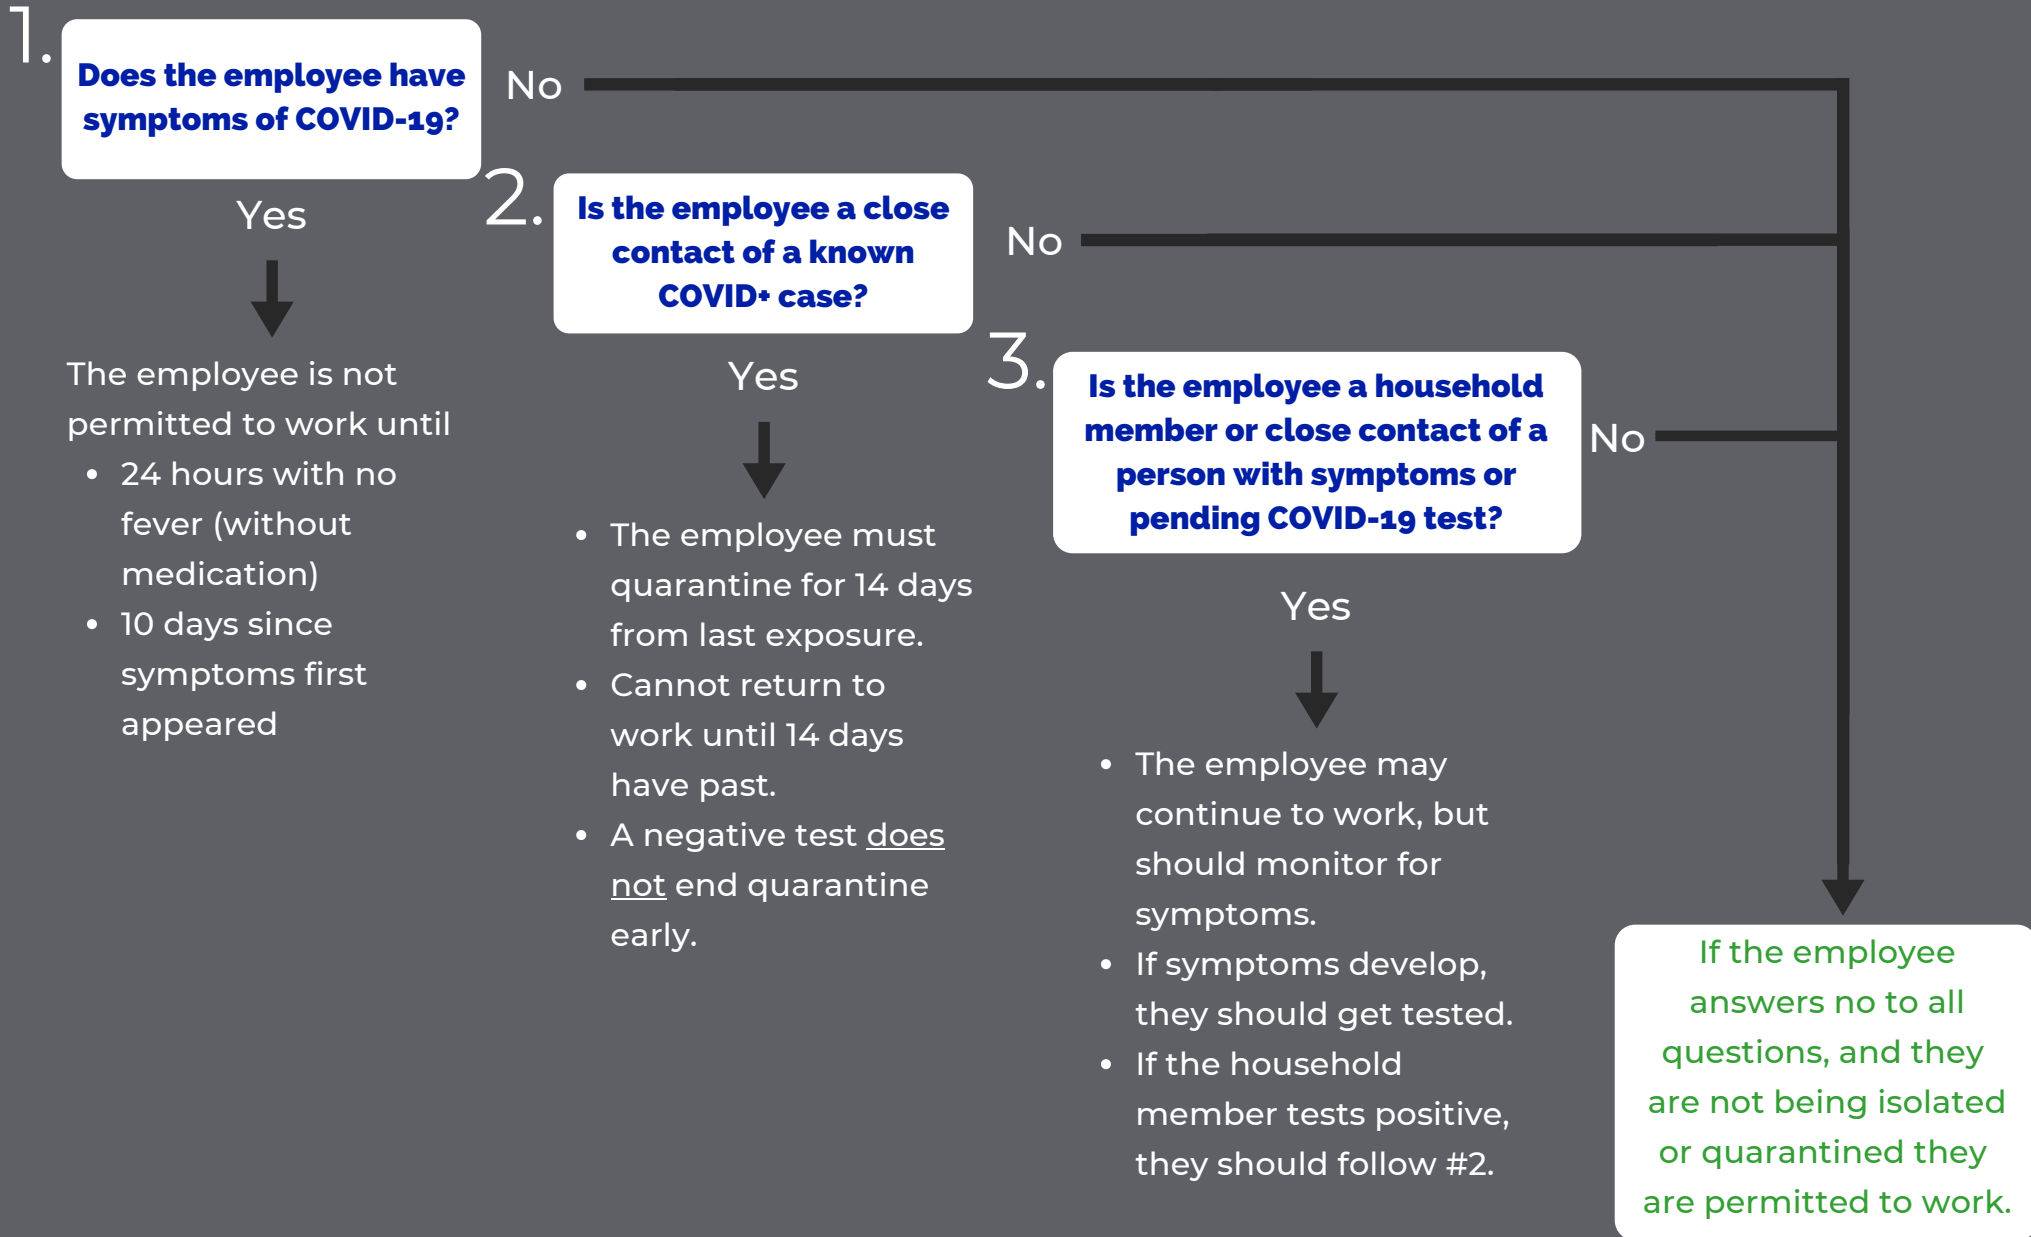 1.
Does the employee have
symptoms of COVID-19?
No
Yes
The employee is not
permitted to work until
• 24 hours with no
fever (without
medication)
• 10 days since
symptoms first
appeared
2.
Is the employee a close
contact of a known
COVID+ case?
No
Yes
• The employee must
quarantine for 14 days
from last exposure.
• Cannot return to
work until 14 days
have past.
• A negative test does
not end quarantine
early.
3.
Is the employee a household
member or close contact of a
person with symptoms or
pending COVID-19 test?
No
Yes
• The employee may
continue to work, but
should monitor for
symptoms.
• If symptoms develop,
they should get tested.
• If the household
member tests positive,
they should follow #2.
If the employee
answers no to all
questions, and they
are not being isolated
or quarantined they
are permitted to work.